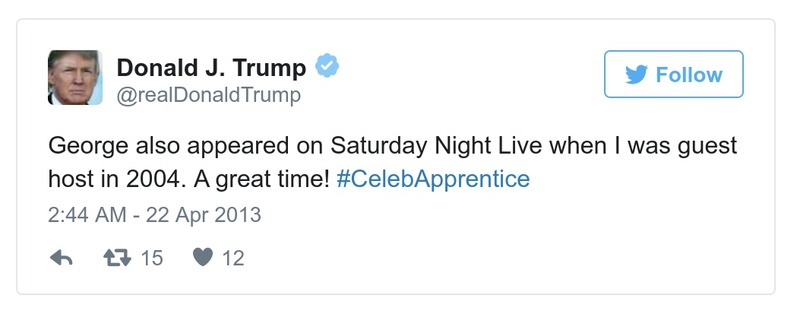 Donald J. Trump
@realDonaldTrump
Follow
George also appeared on Saturday Night Live when I was guest
host in 2004. A great time! #CelebApprentice
2:44 AM - 22 Apr 2013
15 12